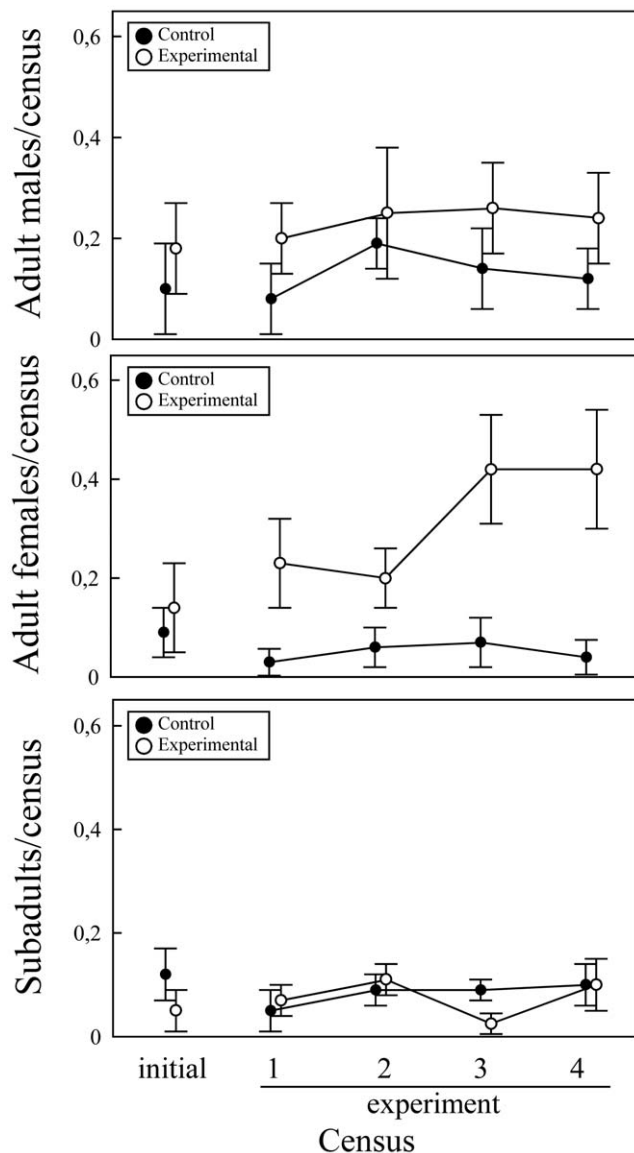 Adult males/census
0,6
0,4
0,2
0
Control
Experimental
Adult females/census
0,6
0,4
0,2
0
Control
Experimental
Subadults/census
0,6
0,4
0,2
0
Control
Experimental
initial 1 2 3 4
experiment
Census